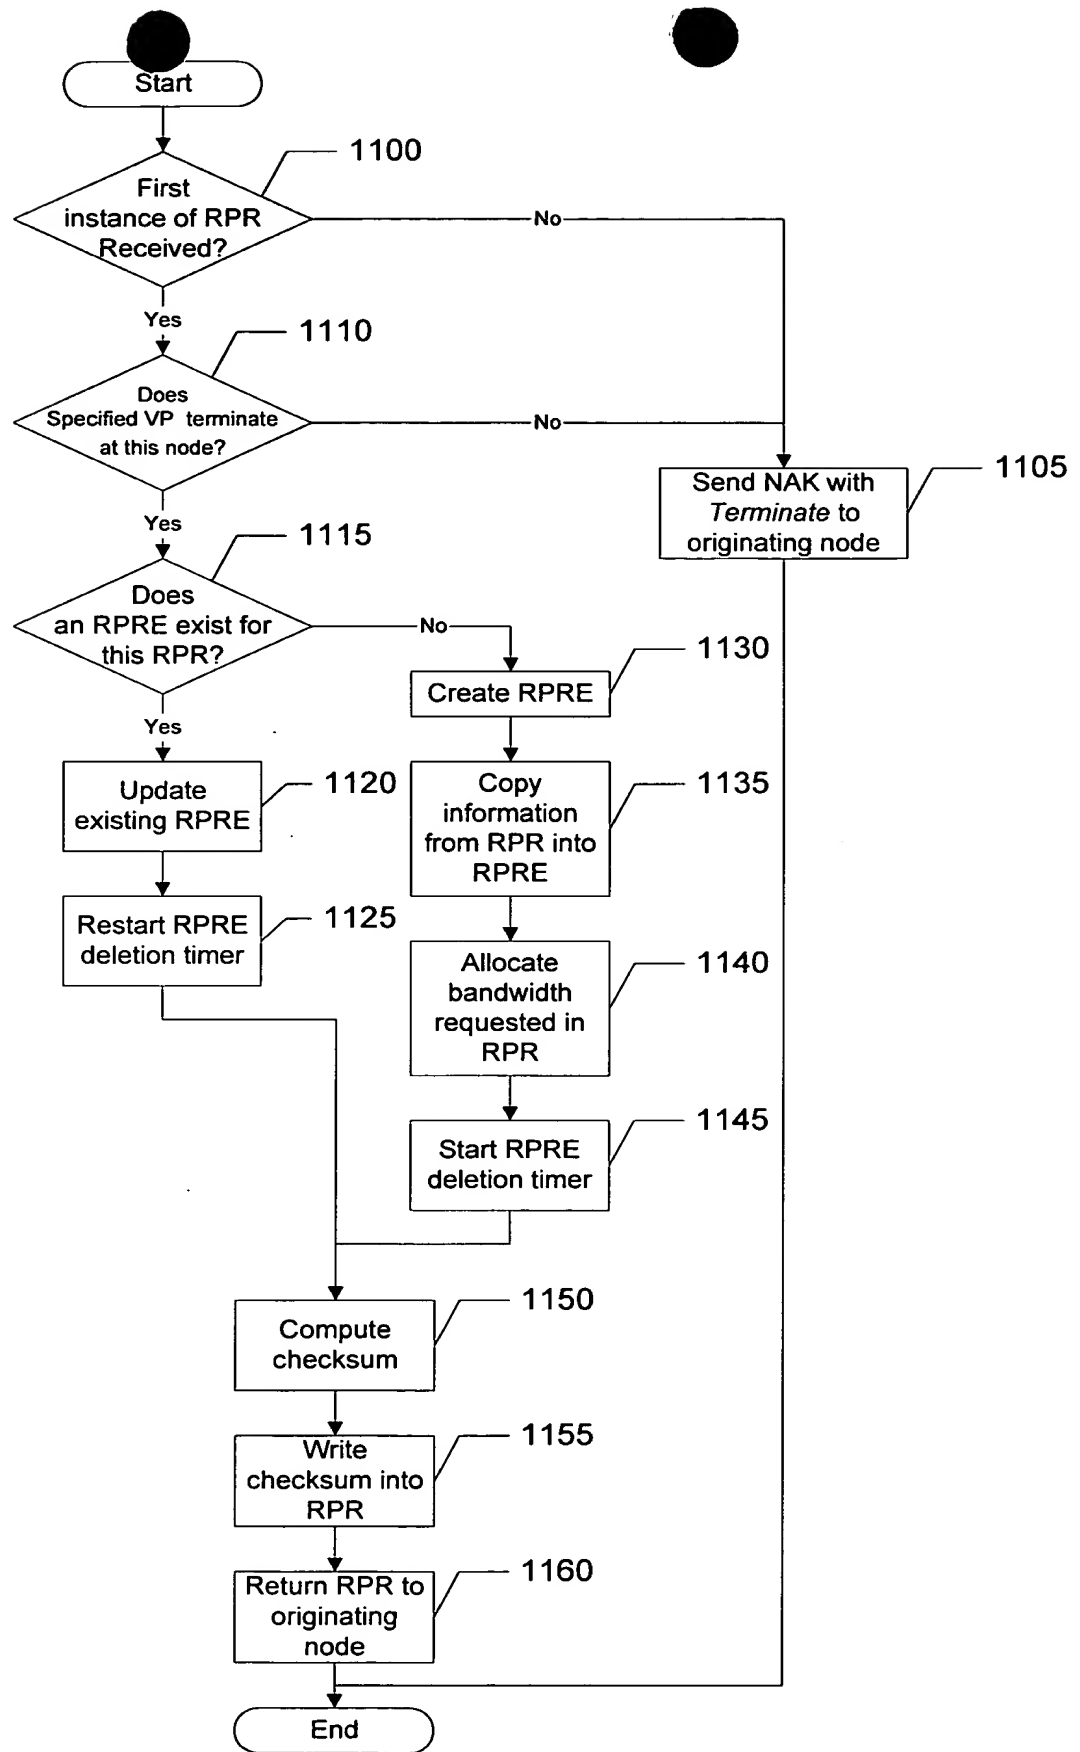 Start
1100
First
instance of RPR
Received?
No
Yes
1110
Does
Specified VP terminate
at this node?
No
1105
Send NAK with
Terminate to
originating node
Yes
1115
Does
an RPRE exist for
this RPR?
No
1130
Create RPRE
Yes
1120
Update
existing RPRE
1135
Copy
information
from RPR into
RPRE
1125
Restart RPRE
deletion timer
1140
Allocate
bandwidth
requested in
RPR
1145
Start RPRE
deletion timer
1150
Compute
checksum
1155
Write
checksum into
RPR
1160
Return RPR to
originating
node
End